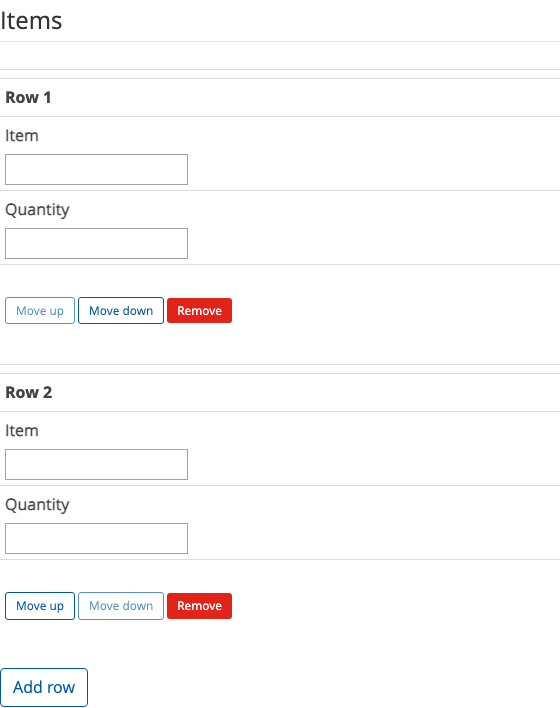 Items
Row 1
Item
Quantity
Move up Move down Remove
Row 2
Item
Quantity
Move up Move down Remove
Add row